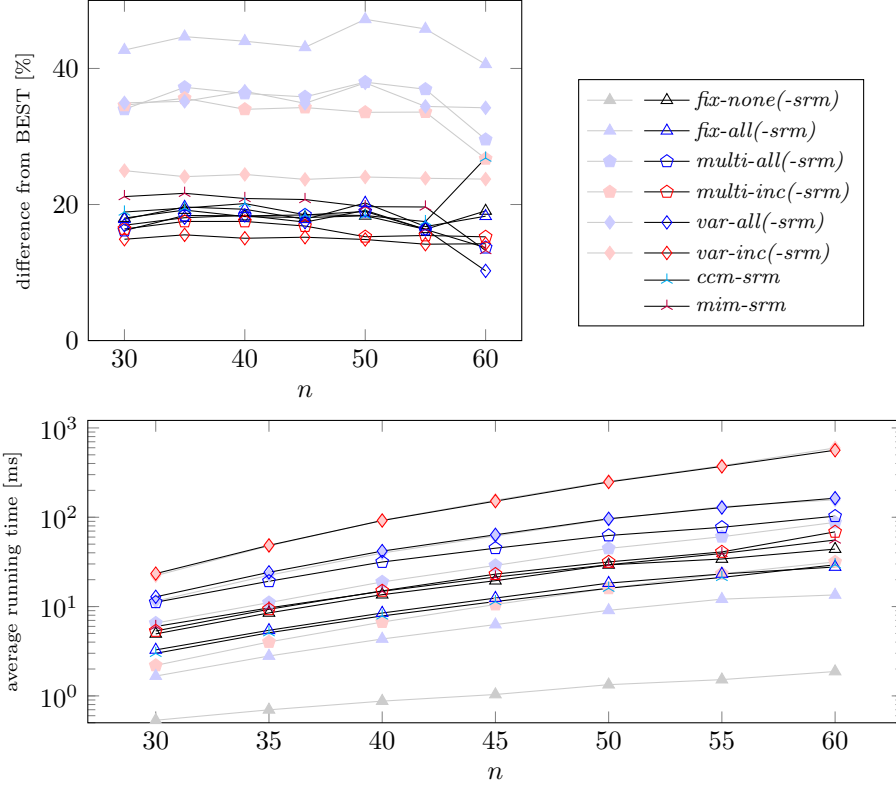 difference from BEST [%]
40
20
0
30
40
50
60
n
fix-none(-srm)
fix-all(-srm)
multi-all(-srm)
multi-inc(-srm)
var-all(-srm)
var-inc(-srm)
ccm-srm
mim-srm
average running time [ms]
10³
10²
10¹
10⁰
30
35
40
45
50
55
60
n